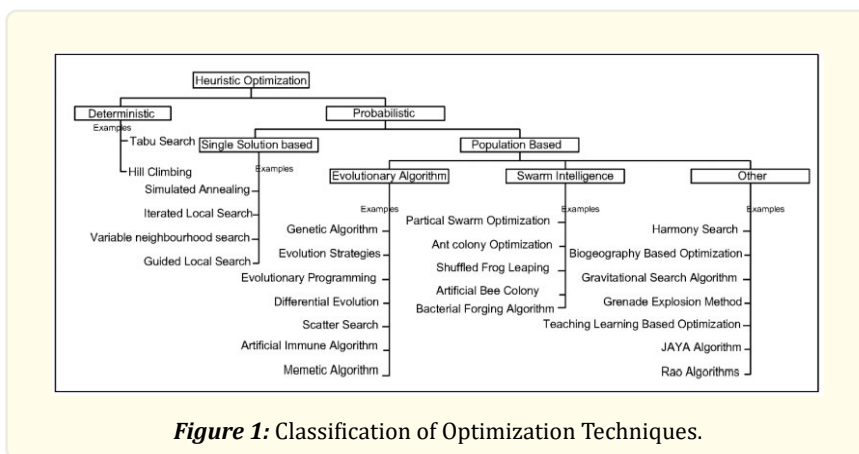 Heuristic Optimization
Deterministic
Probabilistic
Examples
Tabu Search
Hill Climbing
Single Solution based
Population Based
Examples
Simulated Annealing
Iterated Local Search
Variable neighbourhood search
Guided Local Search
Evolutionary Algorithm
Swarm Intelligence
Other
Examples
Genetic Algorithm
Evolution Strategies
Evolutionary Programming
Differential Evolution
Scatter Search
Artificial Immune Algorithm
Memetic Algorithm
Examples
Partical Swarm Optimization
Ant colony Optimization
Shuffled Frog Leaping
Artificial Bee Colony
Bacterial Forging Algorithm
Examples
Harmony Search
Biogeography Based Optimization
Gravitational Search Algorithm
Grenade Explosion Method
Teaching Learning Based Optimization
JAYA Algorithm
Rao Algorithms
Figure 1: Classification of Optimization Techniques.